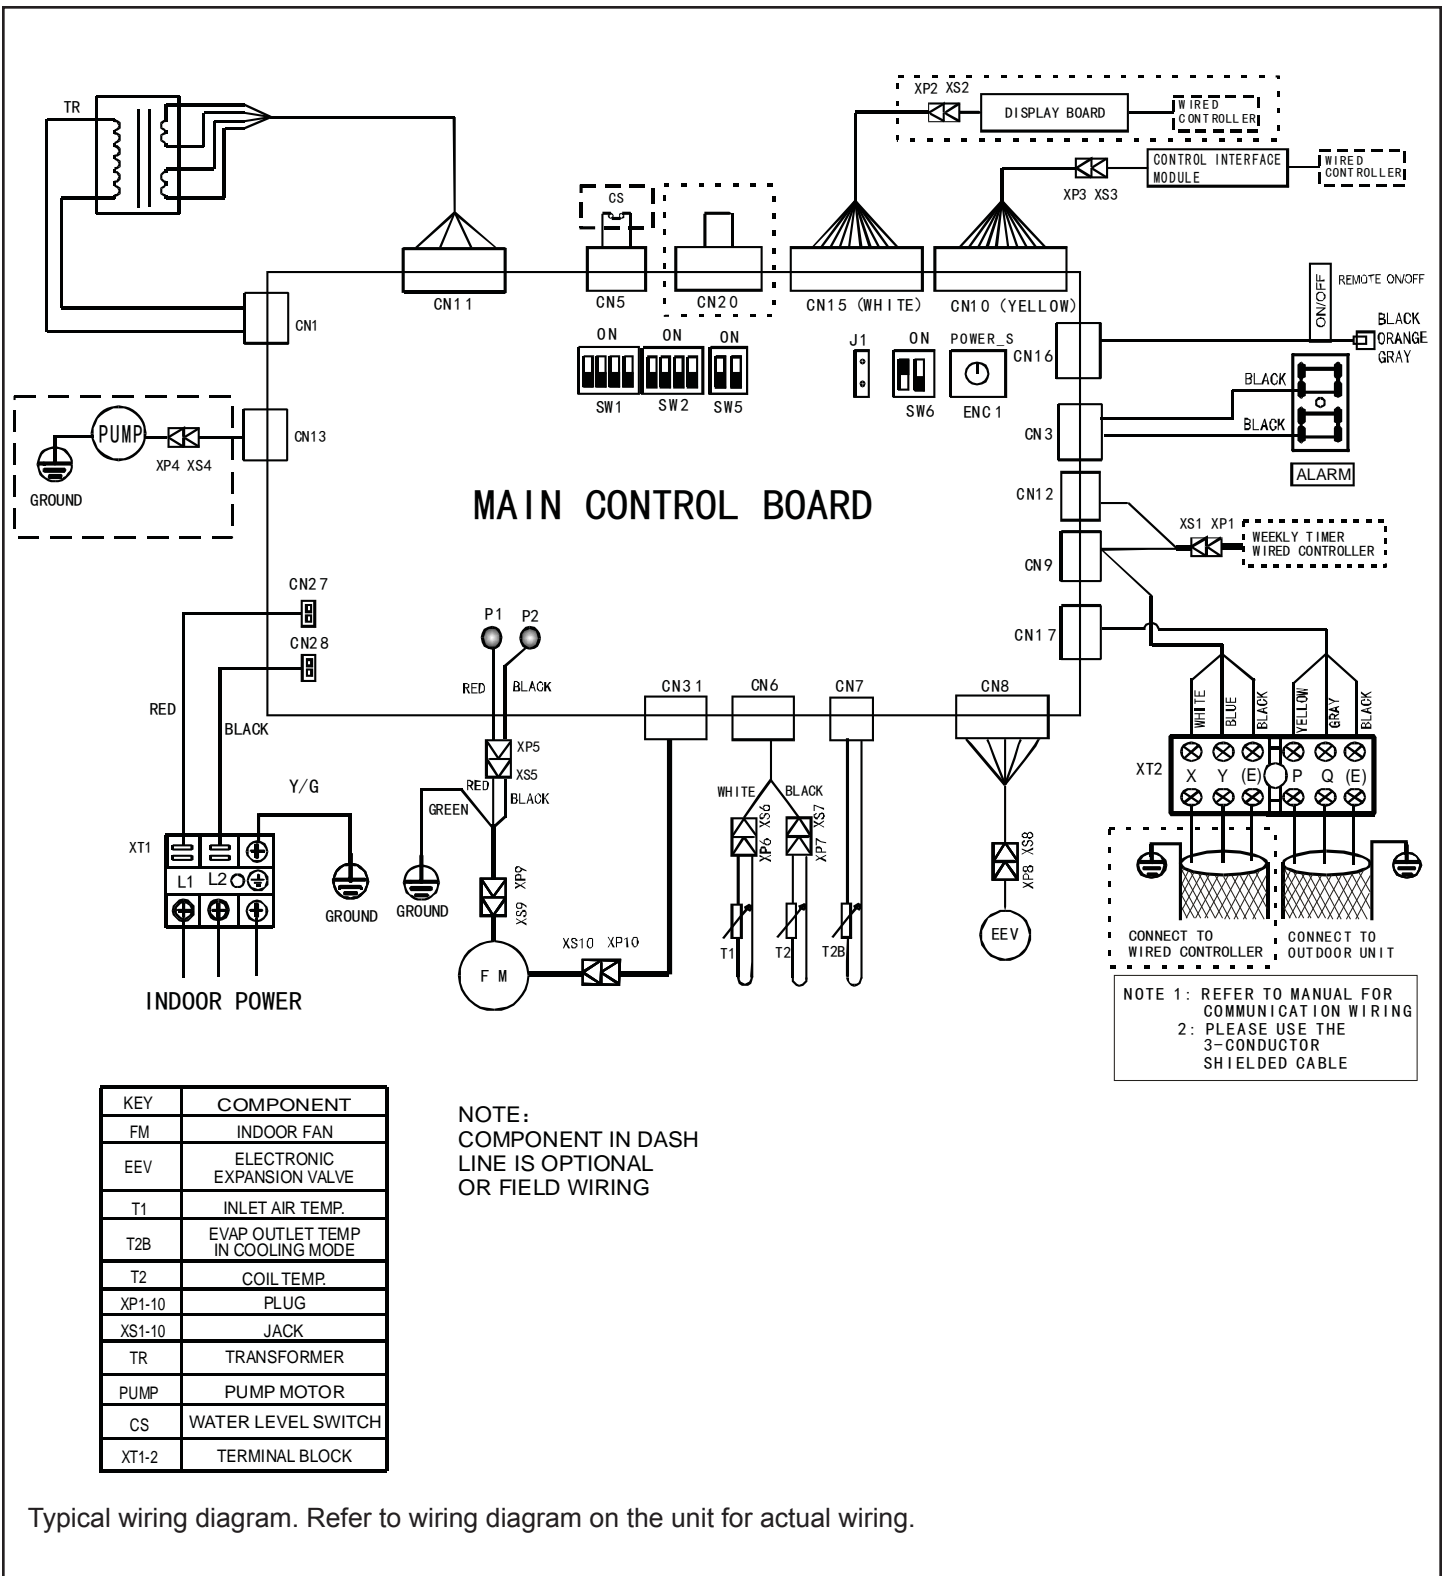 TR
XP2 XS2
DISPLAY BOARD
WIRED
CONTROLLER
CONTROL INTERFACE
MODULE
WIRED
CONTROLLER
XP3 XS3
CS
CN11
CN5
CN20
CN15 (WHITE)
CN10 (YELLOW)
CN1
ON/OFF
REMOTE ON/OFF
BLACK
ORANGE
GRAY
ON
ON
ON
J1
ON
POWER_S
CN16
SW1
SW2
SW5
SW6
ENC1
BLACK
BLACK
CN3
ALARM
PUMP
XP4 XS4
CN13
GROUND
MAIN CONTROL BOARD
CN12
XS1 XP1
WEEKLY TIMER
WIRED CONTROLLER
CN9
CN27
CN28
P1
P2
CN17
RED
BLACK
CN31
CN6
CN7
CN8
RED
BLACK
WHITE
BLUE
BLACK
YELLOW
GRAY
BLACK
XP5
XS5
Y/G
RED
BLACK
GREEN
WHITE
BLACK
XP6 XS6
XP7 XS7
XP8 XS8
XT2
X
Y
(E)
P
Q
(E)
XT1
L1
L2
GROUND
GROUND
XS9 XP9
FM
XS10 XP10
T1
T2
T2B
EEV
CONNECT TO
WIRED CONTROLLER
CONNECT TO
OUTDOOR UNIT
INDOOR POWER
NOTE 1: REFER TO MANUAL FOR
COMMUNICATION WIRING
2: PLEASE USE THE
3-CONDUCTOR
SHIELDED CABLE
KEY COMPONENT
FM INDOOR FAN
EEV ELECTRONIC
EXPANSION VALVE
T1 INLET AIR TEMP.
T2B EVAP OUTLET TEMP
IN COOLING MODE
T2 COIL TEMP.
XP1-10 PLUG
XS1-10 JACK
TR TRANSFORMER
PUMP PUMP MOTOR
CS WATER LEVEL SWITCH
XT1-2 TERMINAL BLOCK
NOTE:
COMPONENT IN DASH
LINE IS OPTIONAL
OR FIELD WIRING
Typical wiring diagram. Refer to wiring diagram on the unit for actual wiring.